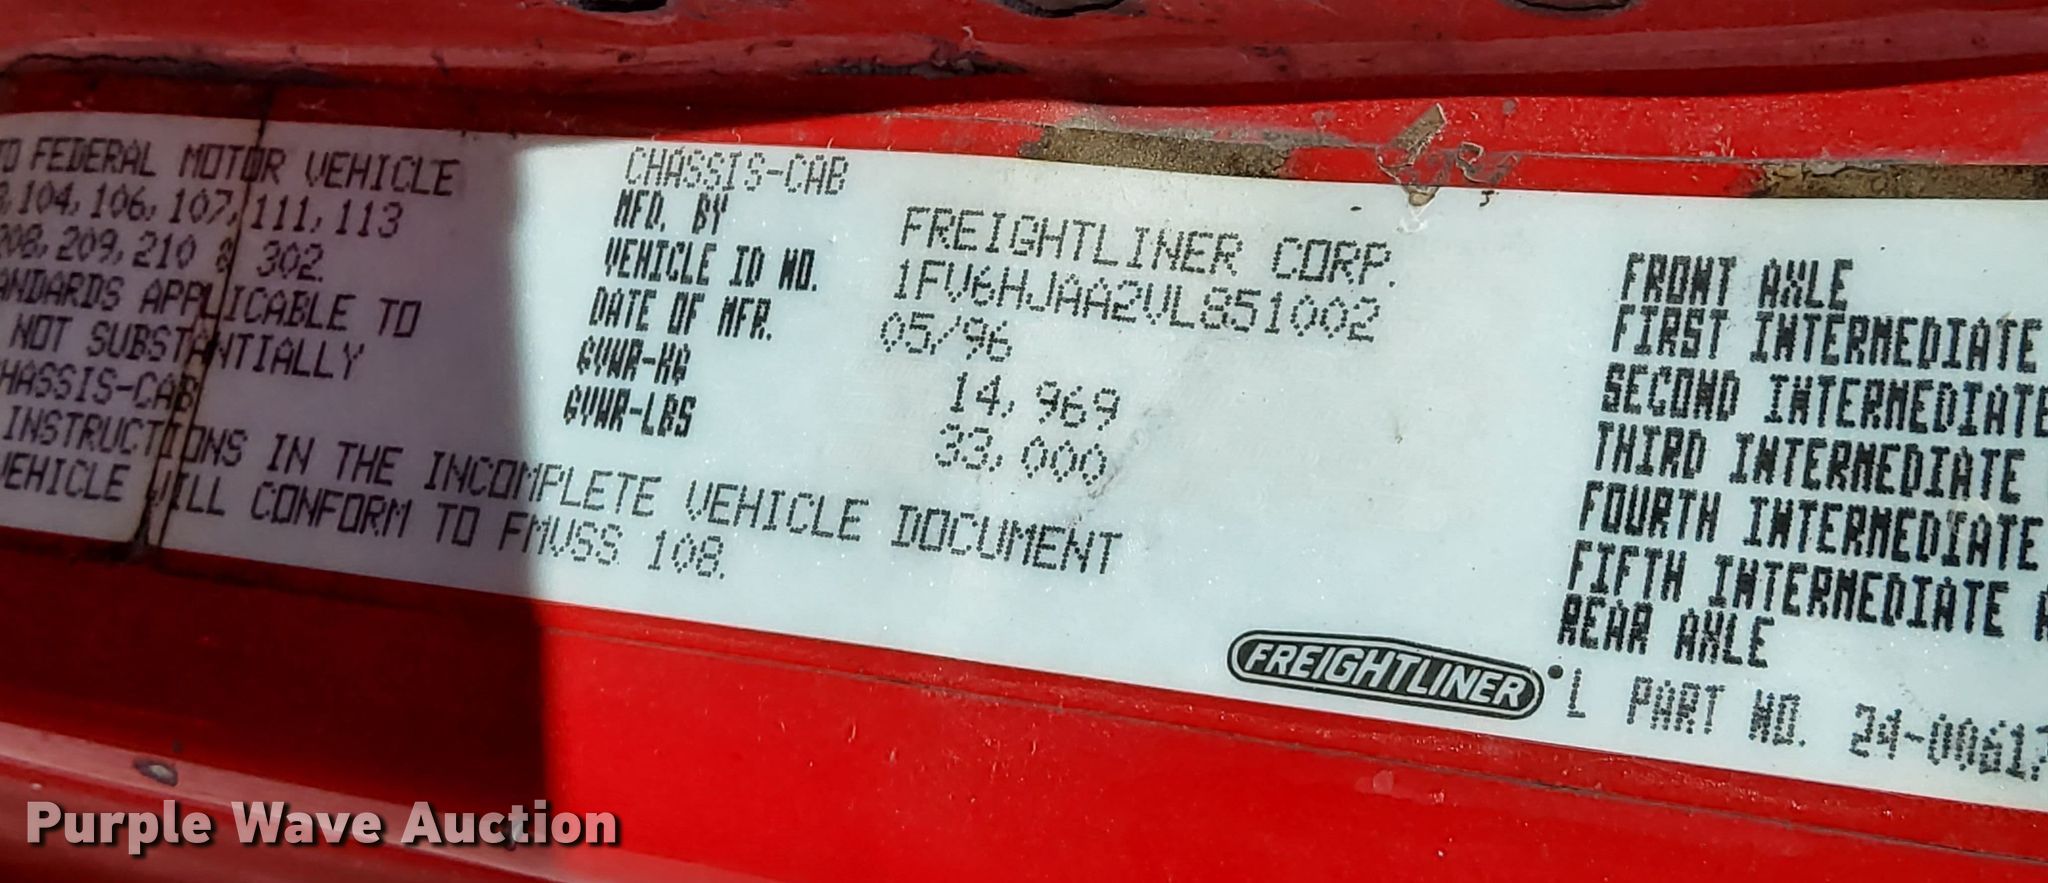 TO FEDERAL MOTOR VEHICLE
104, 106, 107, 111, 113
208, 209, 210 & 302.
STANDARDS APPLICABLE TO
NOT SUBSTANTIALLY
CHASSIS-CAB
INSTRUCTIONS IN THE INCOMPLETE VEHICLE DOCUMENT
VEHICLE WILL CONFORM TO FMVSS 108.
CHASSIS-CAB
MFD. BY FREIGHTLINER CORP.
VEHICLE ID NO. 1FV6HJAA2VL851002
DATE OF MFR. 05/96
GVWR-KG 14,969
GVWR-LBS 33,000
FRONT AXLE
FIRST INTERMEDIATE
SECOND INTERMEDIATE
THIRD INTERMEDIATE
FOURTH INTERMEDIATE
FIFTH INTERMEDIATE
REAR AXLE
FREIGHTLINER
PART NO.
Purple Wave Auction